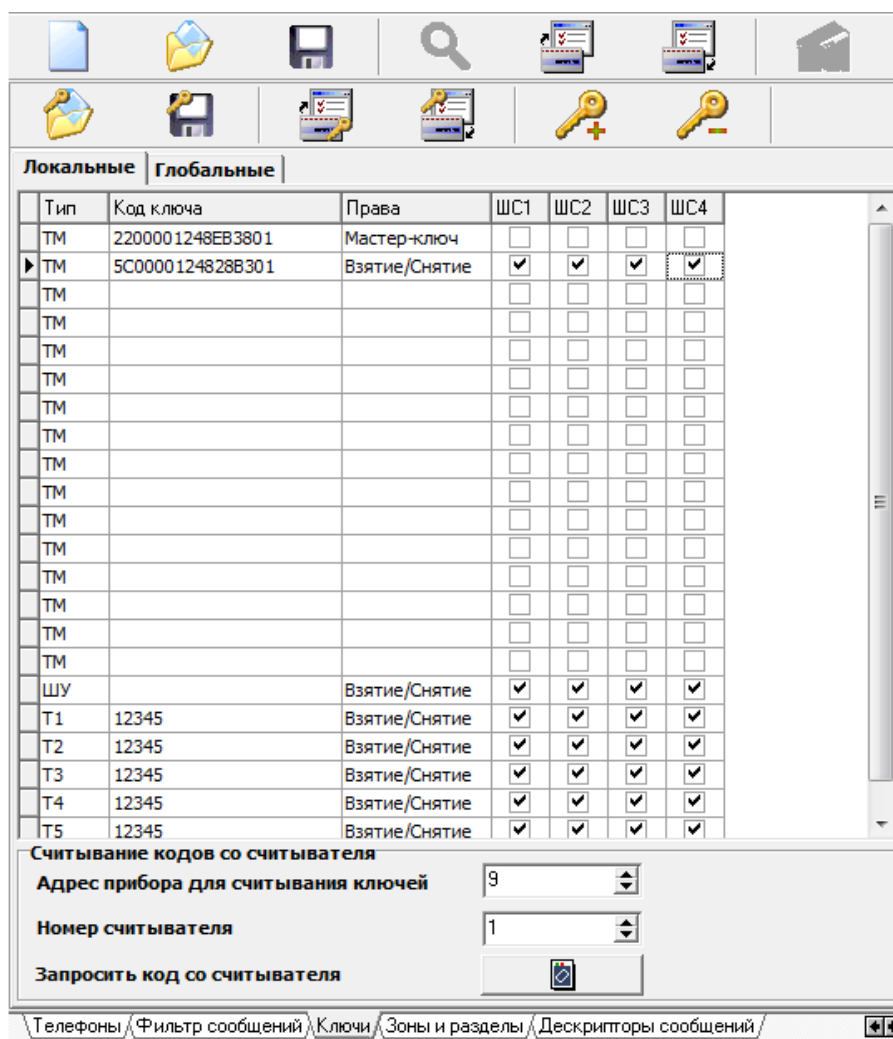 Локальные Глобальные
Тип Код ключа Права ШС1 ШС2 ШС3 ШС4
ТМ 2200001248EB3801 Мастер-ключ
ТМ 5C0000124828B301 Взятие/Снятие
ТМ
ТМ
ТМ
ТМ
ТМ
ТМ
ТМ
ТМ
ТМ
ТМ
ТМ
ТМ
ТМ
ТМ
ШУ Взятие/Снятие
Т1 12345 Взятие/Снятие
Т2 12345 Взятие/Снятие
Т3 12345 Взятие/Снятие
Т4 12345 Взятие/Снятие
Т5 12345 Взятие/Снятие
Считывание кодов со считывателя
Адрес прибора для считывания ключей 9
Номер считывателя 1
Запросить код со считывателя
Телефоны Фильтр сообщений Ключи Зоны и разделы Дескрипторы сообщений